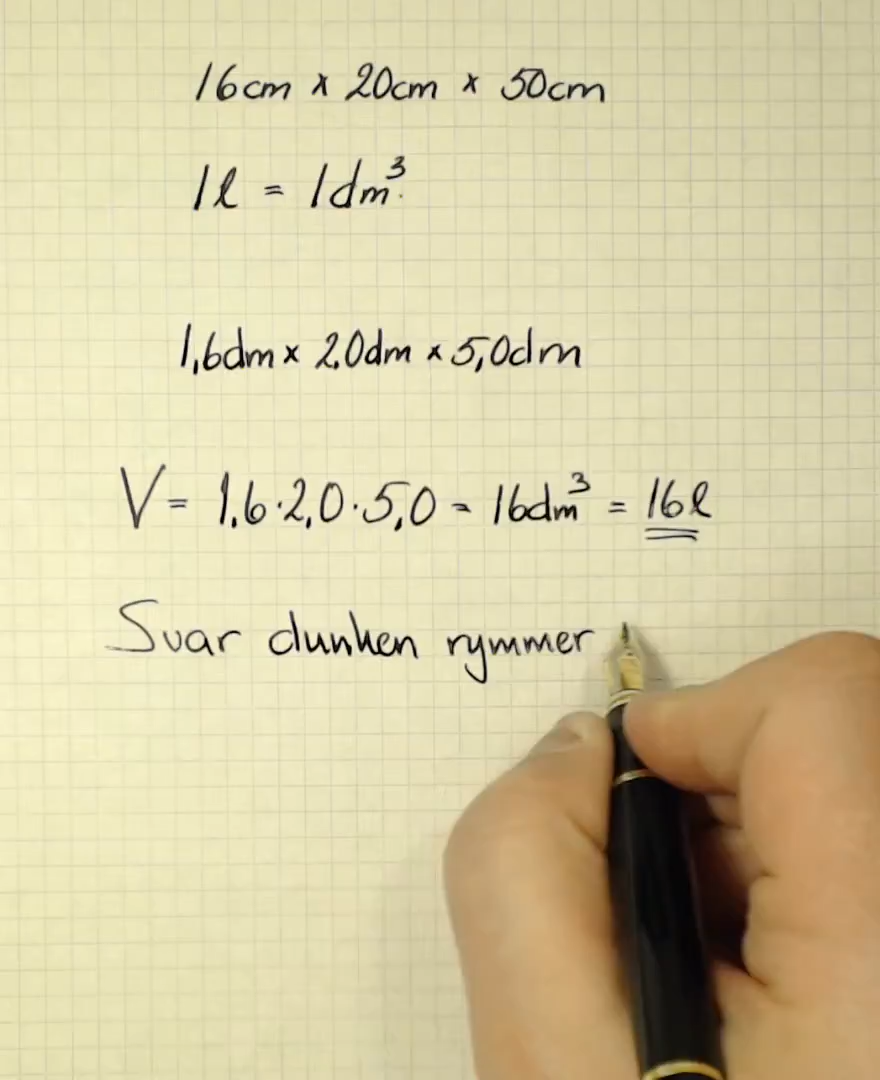 16cm x 20cm x 50cm
1l = 1dm³
1,6dm x 2,0dm x 5,0dm
V = 1,6·2,0·5,0 = 16dm³ = 16l
Svar dunken rymmer